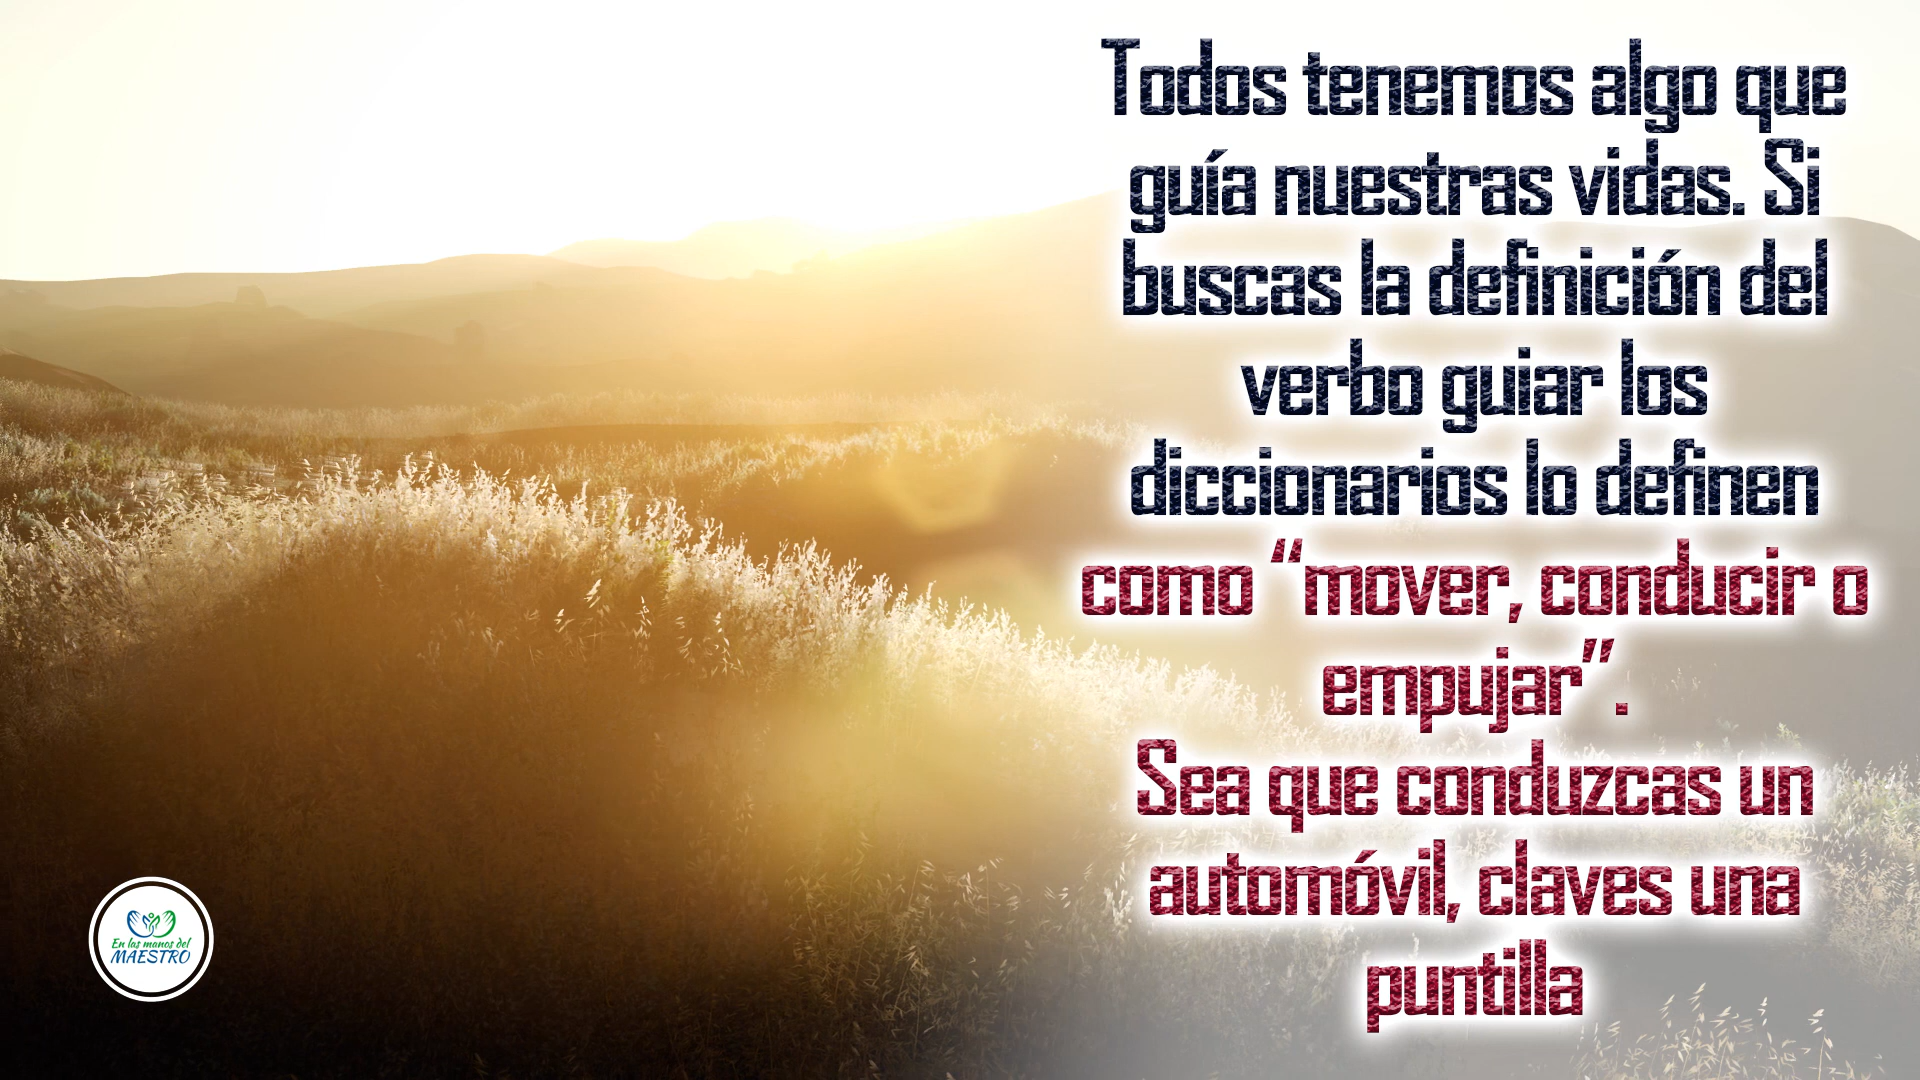 Todos tenemos algo que
guía nuestras vidas. Si
buscas la definición del
verbo guiar los
diccionarios lo definen
como “mover, conducir o
empujar”.
Sea que conduzcas un
automóvil, claves una
puntilla
En las manos del
MAESTRO